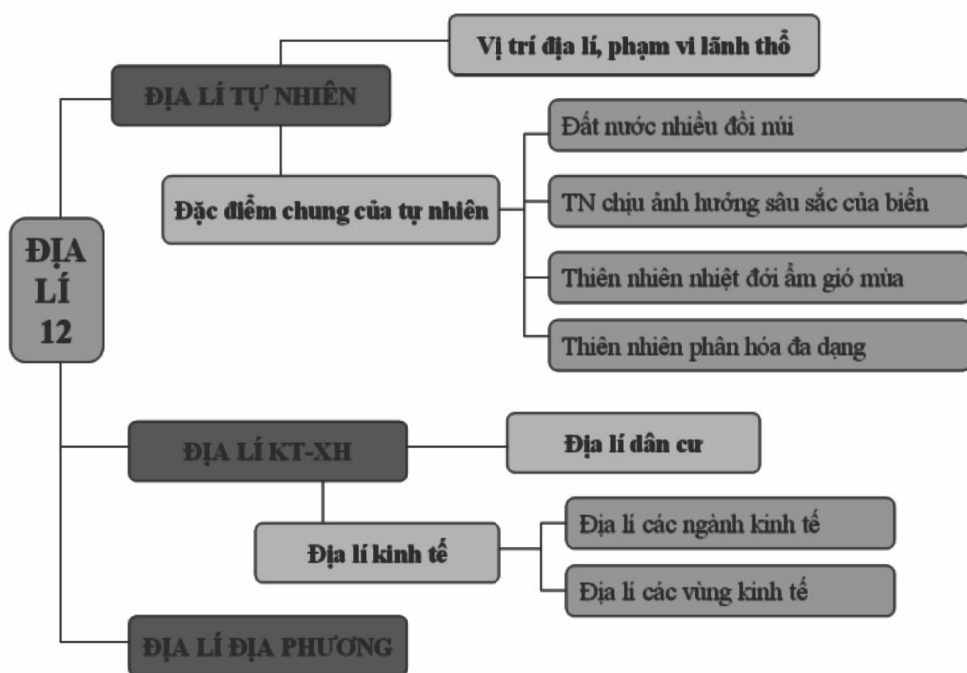 Vị trí địa lí, phạm vi lãnh thổ
ĐỊA LÍ TỰ NHIÊN
Đất nước nhiều đồi núi
Đặc điểm chung của tự nhiên
TN chịu ảnh hưởng sâu sắc của biển
ĐỊA
LÍ
12
Thiên nhiên nhiệt đới ẩm gió mùa
Thiên nhiên phân hóa đa dạng
ĐỊA LÍ KT-XH
Địa lí dân cư
Địa lí kinh tế
Địa lí các ngành kinh tế
Địa lí các vùng kinh tế
ĐỊA LÍ ĐỊA PHƯƠNG